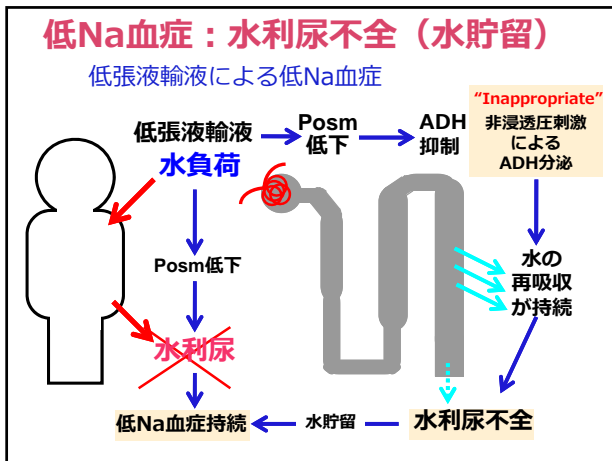 低Na血症：水利尿不全（水貯留）
低張液輸液による低Na血症
低張液輸液
水負荷
Posm
低下
ADH
抑制
“Inappropriate”
非浸透圧刺激
による
ADH分泌
Posm低下
水の
再吸収
が持続
水利尿
低Na血症持続
水貯留
水利尿不全